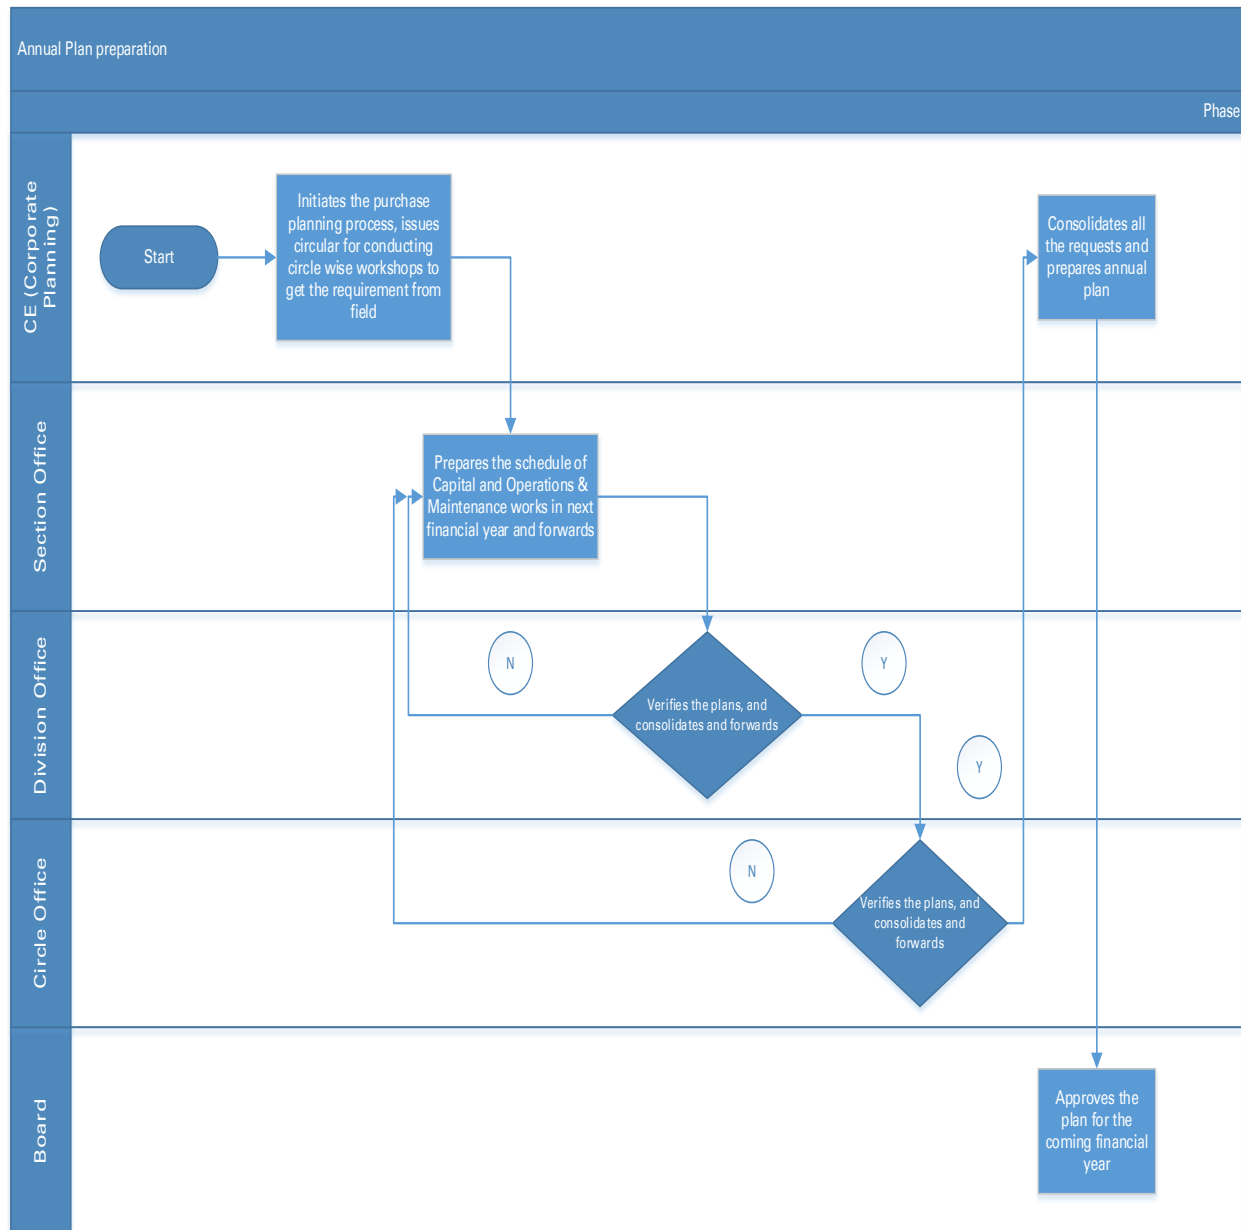 Annual Plan preparation
Phase
CE (Corporate
Planning)
Start
Initiates the purchase
planning process, issues
circular for conducting
circle wise workshops to
get the requirement from
field
Consolidates all
the requests and
prepares annual
plan
Section Office
Prepares the schedule of
Capital and Operations &
Maintenance works in next
financial year and forwards
Division Office
N
Verifies the plans, and
consolidates and forwards
Y
Y
Circle Office
N
Verifies the plans, and
consolidates and
forwards
Board
Approves the
plan for the
coming financial
year